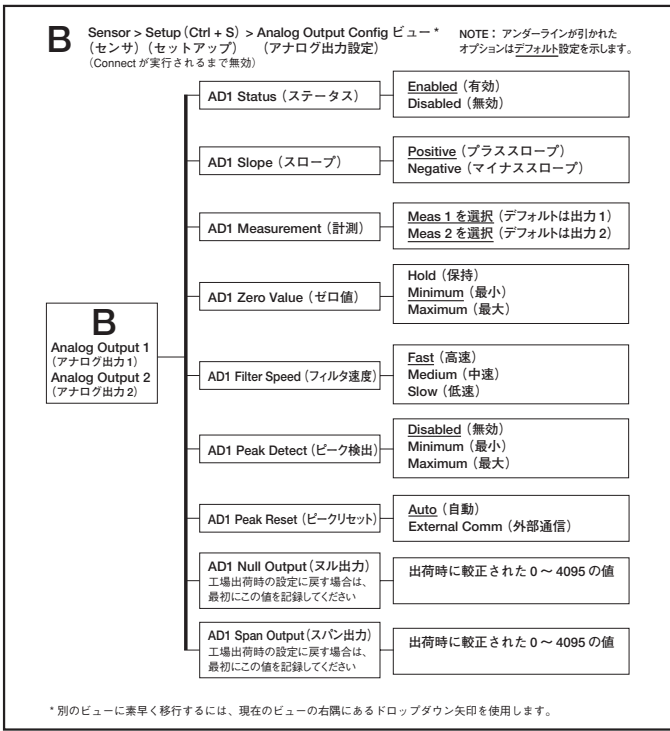 B
Sensor > Setup (Ctrl + S) > Analog Output Config ビュー *
（センサ）（セットアップ） （アナログ出力設定）
（Connect が実行されるまで無効）
NOTE： アンダーラインが引かれた
オプションはデフォルト設定を示します。
AD1 Status（ステータス）
Enabled（有効）
Disabled（無効）
AD1 Slope（スロープ）
Positive（プラススロープ）
Negative（マイナススロープ）
AD1 Measurement（計測）
Meas 1 を選択（デフォルトは出力 1）
Meas 2 を選択（デフォルトは出力 2）
AD1 Zero Value（ゼロ値）
Hold（保持）
Minimum（最小）
Maximum（最大）
B
Analog Output 1
（アナログ出力 1）
Analog Output 2
（アナログ出力 2）
AD1 Filter Speed（フィルタ速度）
Fast（高速）
Medium（中速）
Slow（低速）
AD1 Peak Detect（ピーク検出）
Disabled（無効）
Minimum（最小）
Maximum（最大）
AD1 Peak Reset（ピークリセット）
Auto（自動）
External Comm（外部通信）
AD1 Null Output（ヌル出力）
工場出荷時の設定に戻す場合は、
最初にこの値を記録してください
出荷時に較正された 0 ～ 4095 の値
AD1 Span Output（スパン出力）
工場出荷時の設定に戻す場合は、
最初にこの値を記録してください
出荷時に較正された 0 ～ 4095 の値
* 別のビューに素早く移行するには、現在のビューの右隅にあるドロップダウン矢印を使用します。